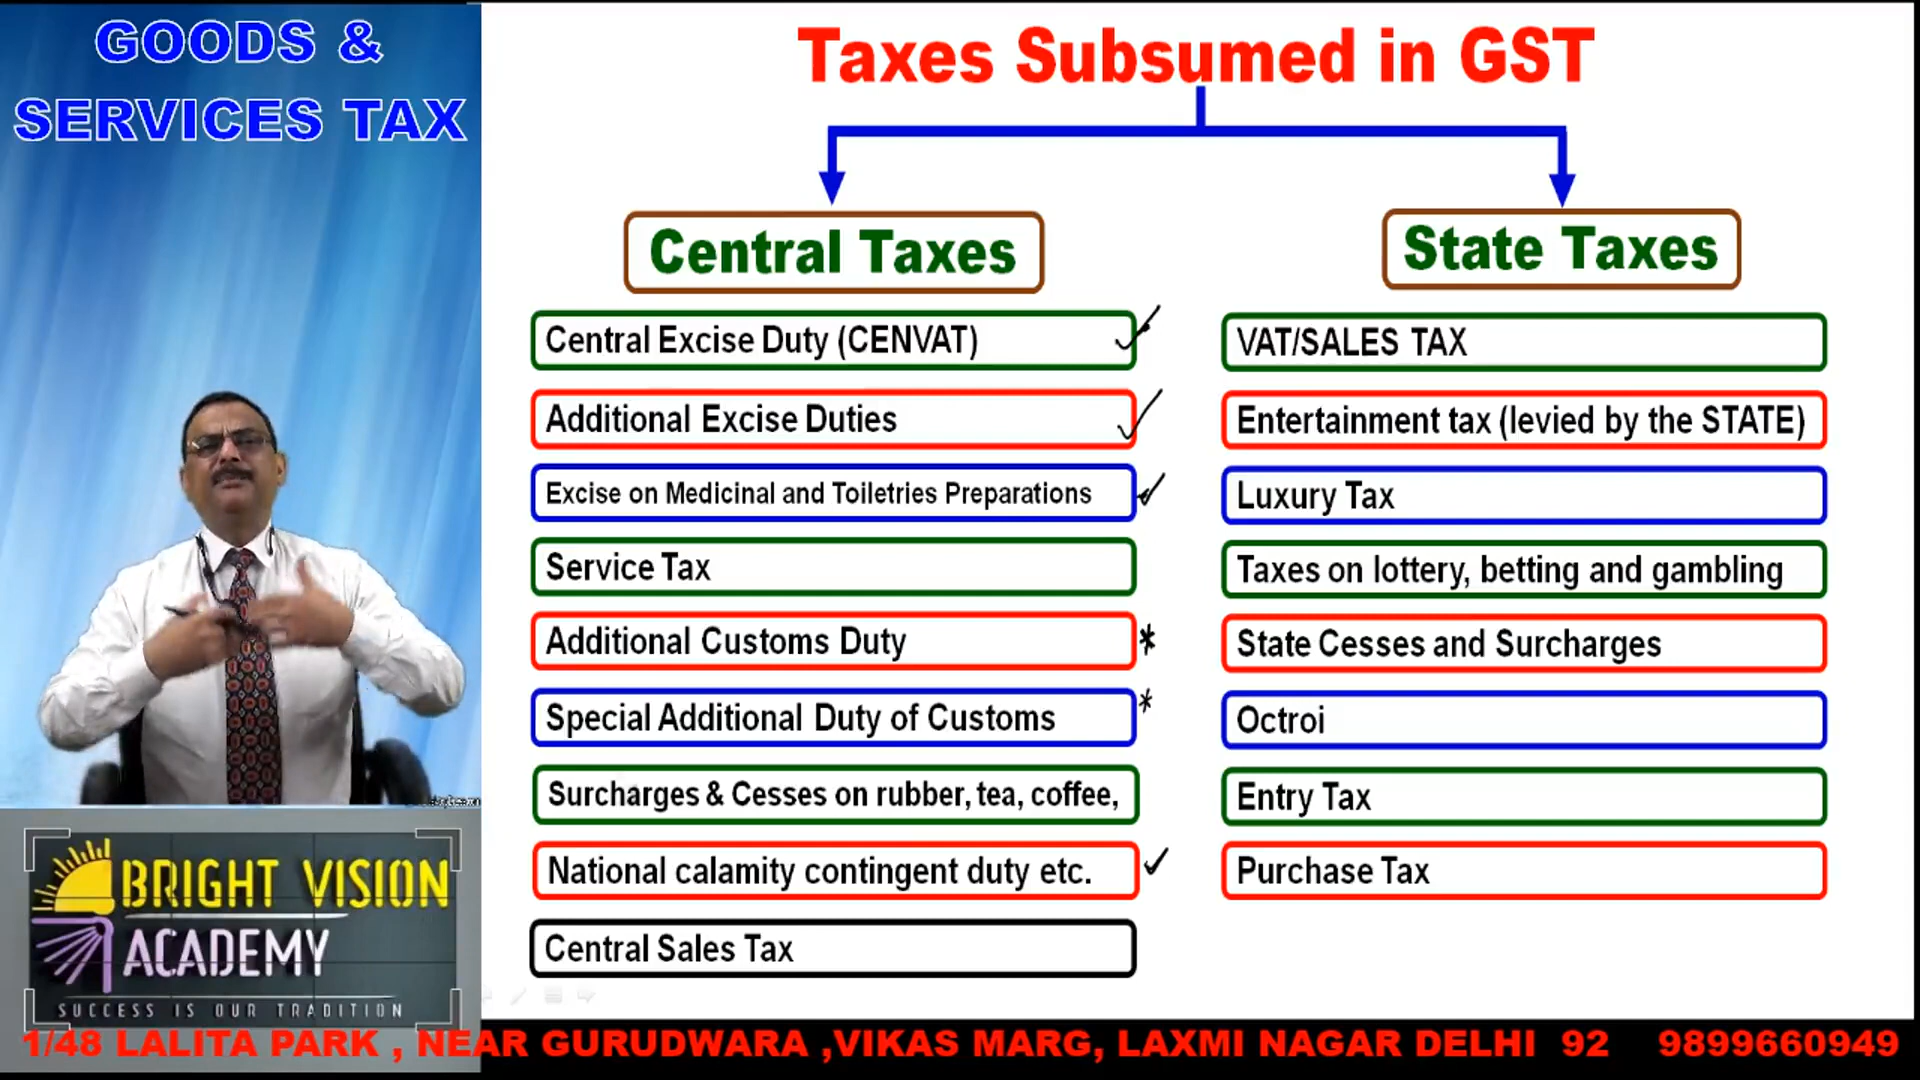 GOODS &
SERVICES TAX
Taxes Subsumed in GST
Central Taxes
Central Excise Duty (CENVAT)
Additional Excise Duties
Excise on Medicinal and Toiletries Preparations
Service Tax
Additional Customs Duty *
Special Additional Duty of Customs *
Surcharges & Cesses on rubber, tea, coffee,
National calamity contingent duty etc.
Central Sales Tax
State Taxes
VAT/SALES TAX
Entertainment tax (levied by the STATE)
Luxury Tax
Taxes on lottery, betting and gambling
State Cesses and Surcharges
Octroi
Entry Tax
Purchase Tax
BRIGHT VISION
ACADEMY
SUCCESS IS OUR TRADITION
1/48 LALITA PARK , NEAR GURUDWARA ,VIKAS MARG, LAXMI NAGAR DELHI 92 9899660949